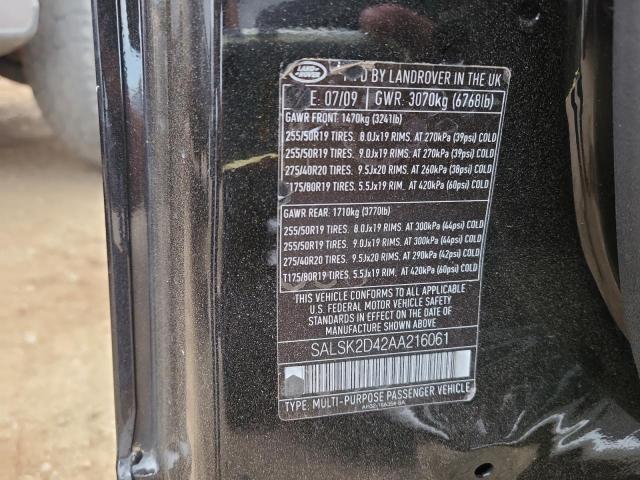 LAND ROVER
D BY LANDROVER IN THE UK
E: 07/09 GWR: 3070kg (6768lb)
GAWR FRONT: 1470kg (3241lb)
255/50R19 TIRES. 8.0Jx19 RIMS. AT 270kPa (39psi) COLD
255/50R19 TIRES. 9.0Jx19 RIMS. AT 270kPa (39psi) COLD
275/40R20 TIRES. 9.5Jx20 RIMS. AT 260kPa (38psi) COLD
T175/80R19 TIRES. 5.5Jx19 RIM. AT 420kPa (60psi) COLD
GAWR REAR: 1710kg (3770lb)
255/50R19 TIRES. 8.0Jx19 RIMS. AT 300kPa (44psi) COLD
255/50R19 TIRES. 9.0Jx19 RIMS. AT 300kPa (44psi) COLD
275/40R20 TIRES. 9.5Jx20 RIMS. AT 290kPa (42psi) COLD
T175/80R19 TIRES. 5.5Jx19 RIM. AT 420kPa (60psi) COLD
THIS VEHICLE CONFORMS TO ALL APPLICABLE
U.S. FEDERAL MOTOR VEHICLE SAFETY
STANDARDS IN EFFECT ON THE DATE OF
MANUFACTURE SHOWN ABOVE.
SALSK2D42AA216061
TYPE: MULTI-PURPOSE PASSENGER VEHICLE